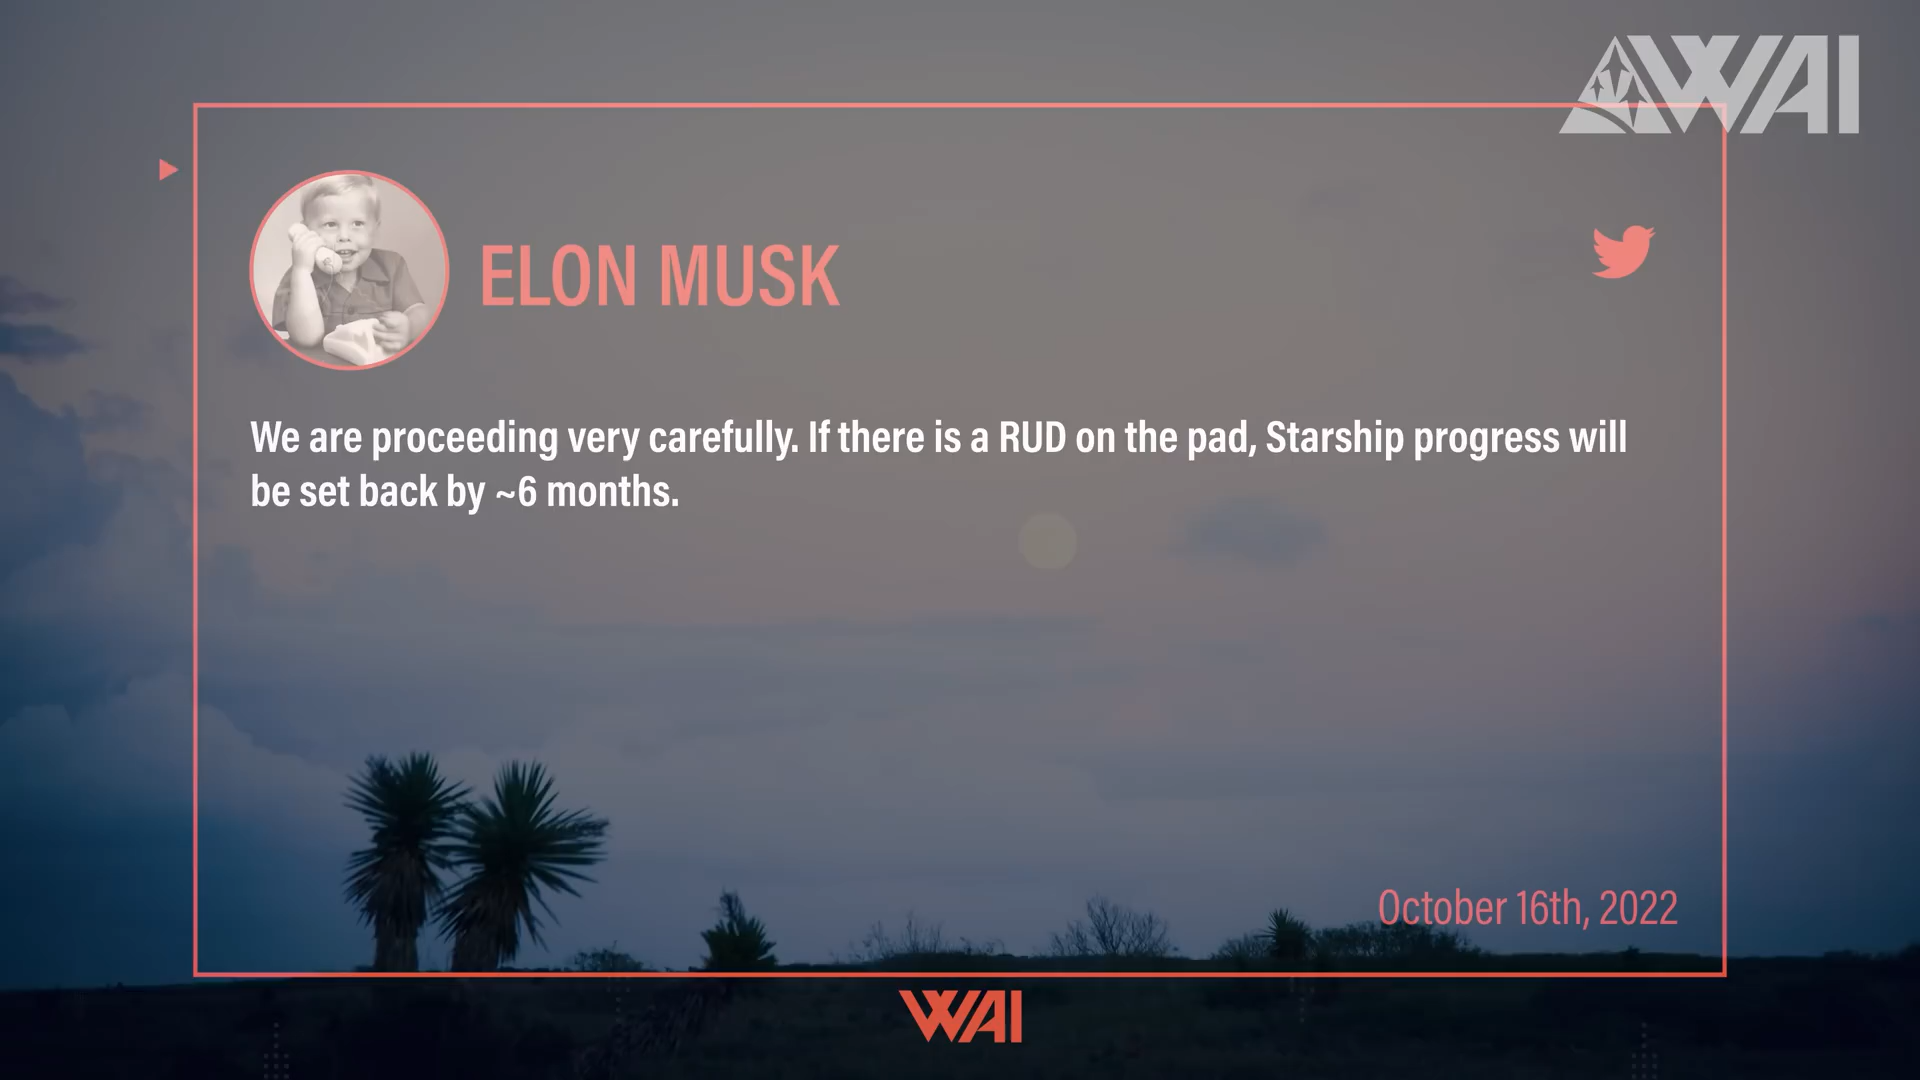 WAI
ELON MUSK
We are proceeding very carefully. If there is a RUD on the pad, Starship progress will
be set back by ~6 months.
October 16th, 2022
WAI